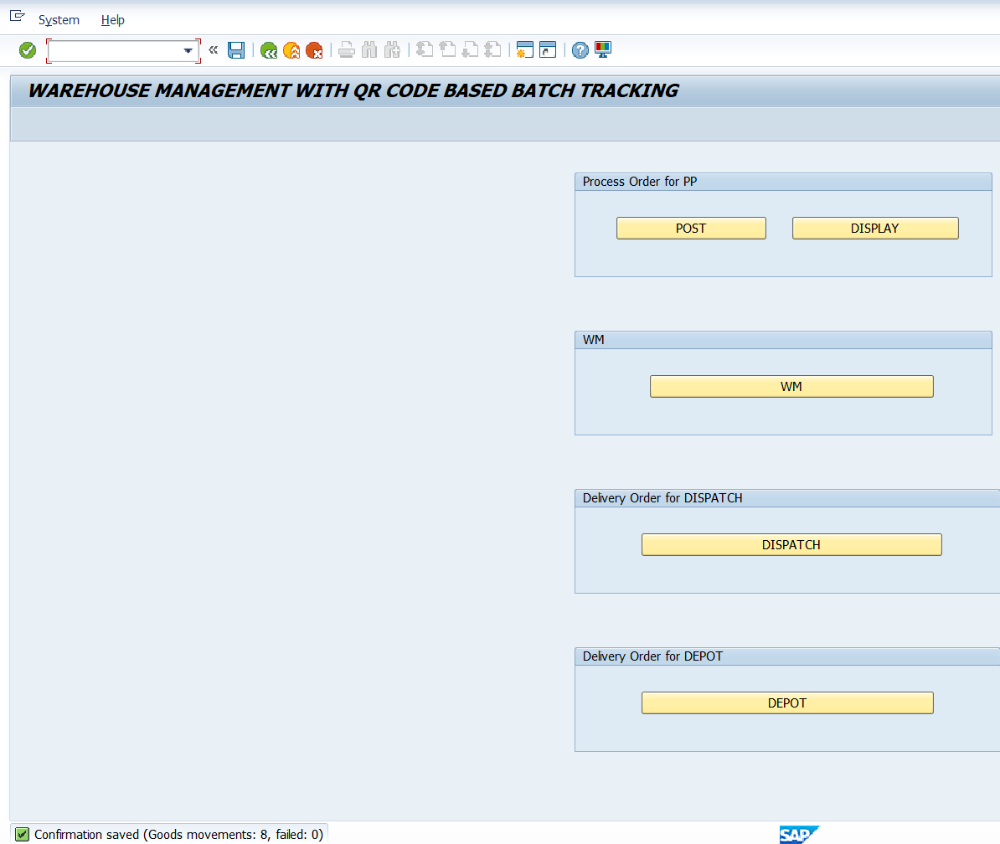 System Help
WAREHOUSE MANAGEMENT WITH QR CODE BASED BATCH TRACKING
Process Order for PP
POST DISPLAY
WM
WM
Delivery Order for DISPATCH
DISPATCH
Delivery Order for DEPOT
DEPOT
Confirmation saved (Goods movements: 8, failed: 0)
SAP